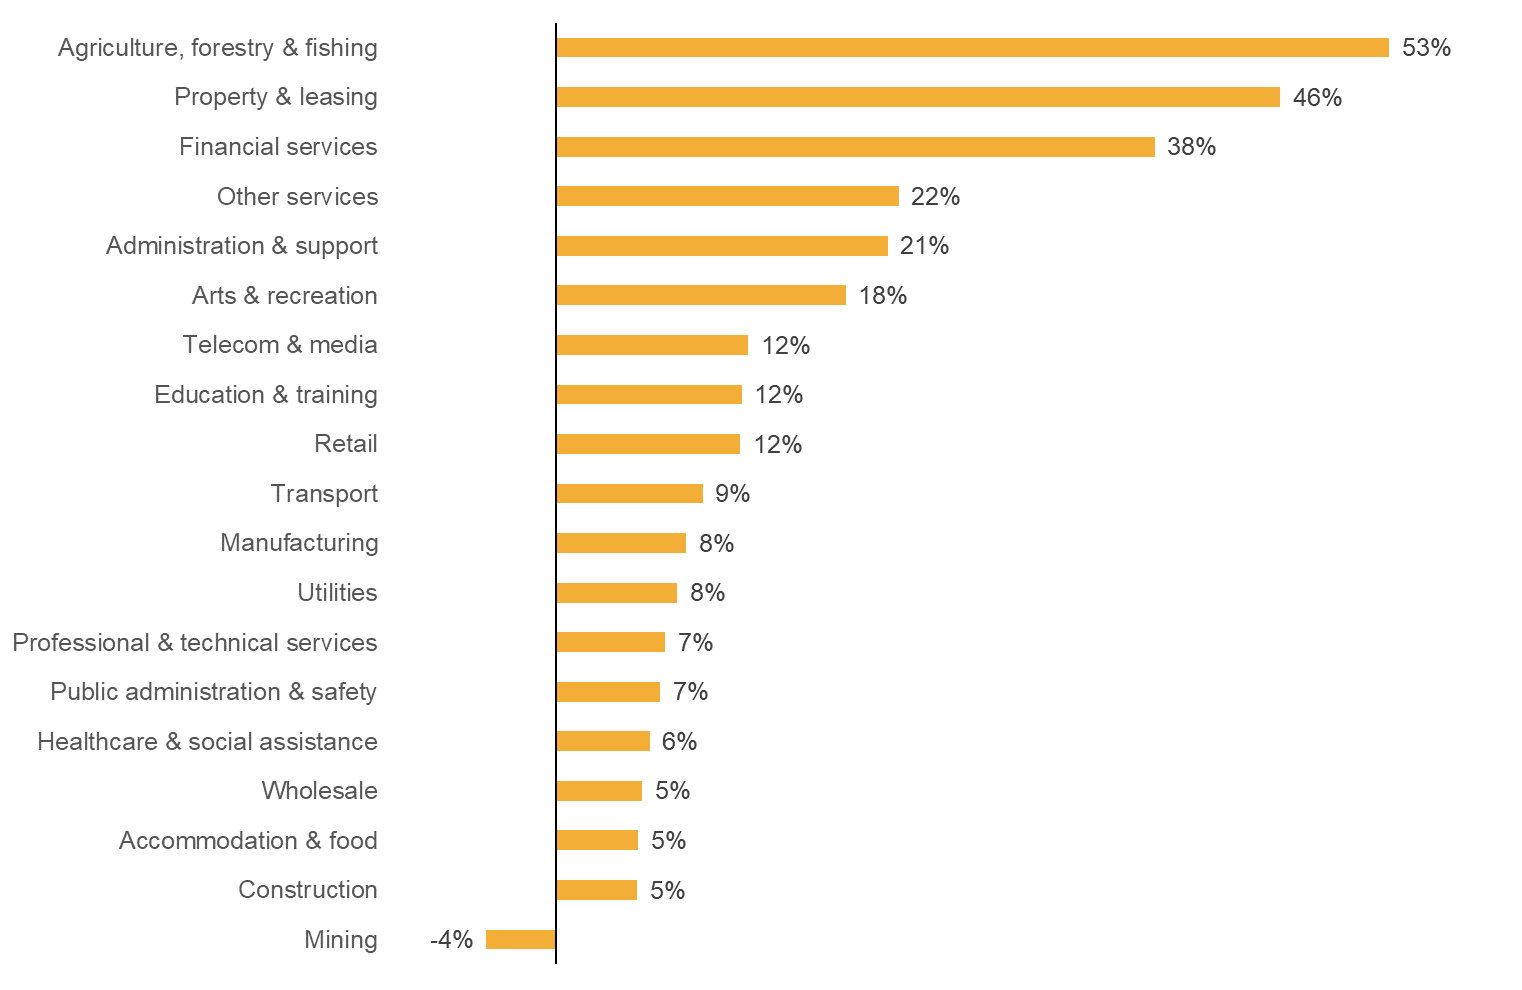 Agriculture, forestry & fishing 53%
Property & leasing 46%
Financial services 38%
Other services 22%
Administration & support 21%
Arts & recreation 18%
Telecom & media 12%
Education & training 12%
Retail 12%
Transport 9%
Manufacturing 8%
Utilities 8%
Professional & technical services 7%
Public administration & safety 7%
Healthcare & social assistance 6%
Wholesale 5%
Accommodation & food 5%
Construction 5%
Mining -4%